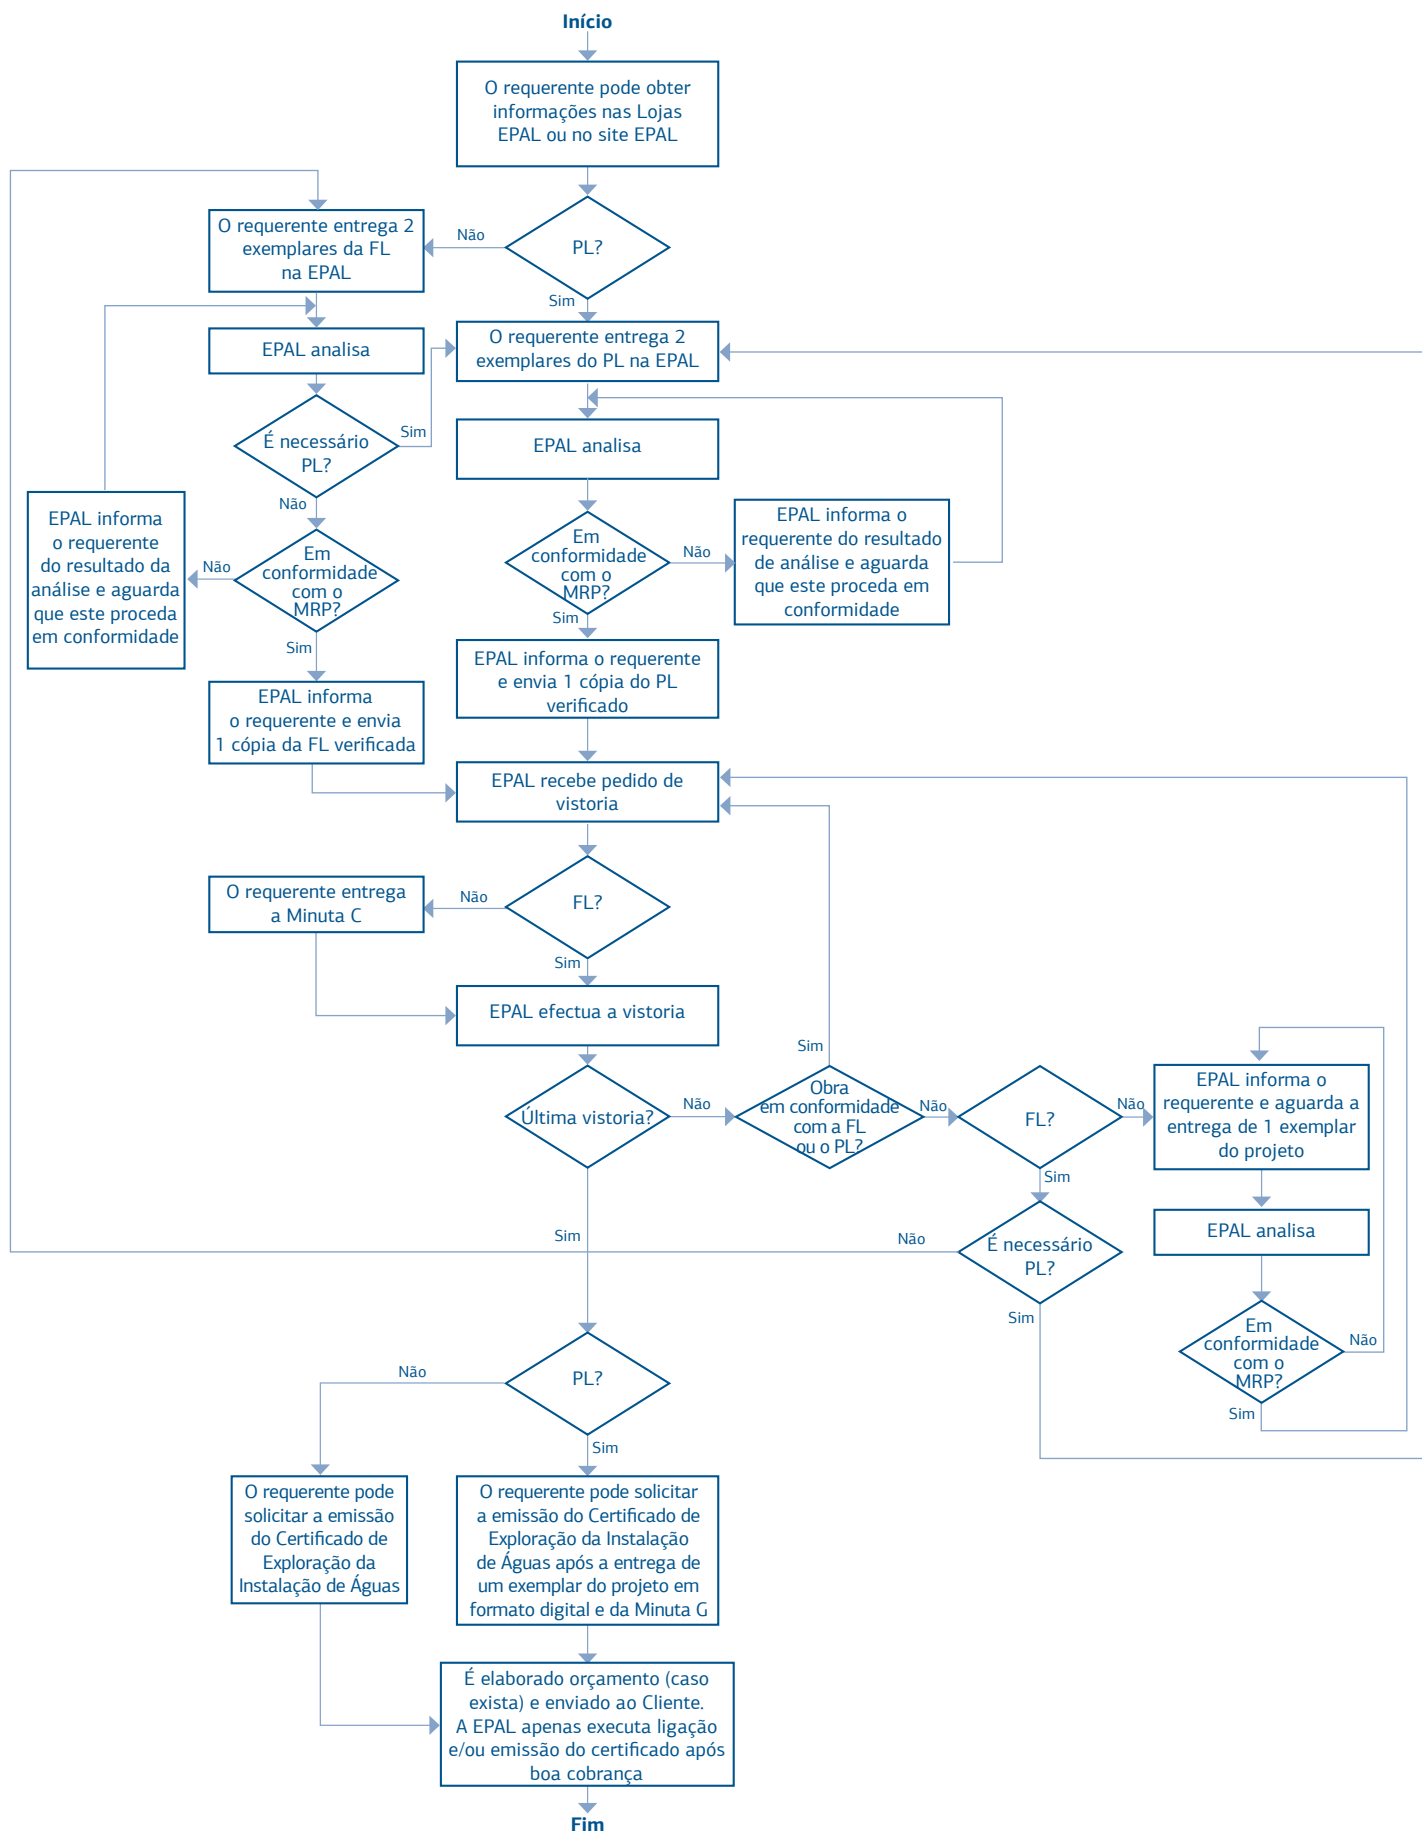 Início
O requerente pode obter
informações nas Lojas
EPAL ou no site EPAL
PL?
Não
Sim
O requerente entrega 2
exemplares da FL
na EPAL
EPAL analisa
É necessário
PL?
Sim
Não
Em
conformidade
com o
MRP?
Não
Sim
EPAL informa
o requerente
do resultado da
análise e aguarda
que este proceda
em conformidade
EPAL informa
o requerente e envia
1 cópia da FL verificada
O requerente entrega 2
exemplares do PL na EPAL
EPAL analisa
Em
conformidade
com o
MRP?
Não
Sim
EPAL informa o
requerente do resultado
de análise e aguarda
que este proceda em
conformidade
EPAL informa o requerente
e envia 1 cópia do PL
verificado
EPAL recebe pedido de
vistoria
FL?
Não
Sim
O requerente entrega
a Minuta C
EPAL efectua a vistoria
Última vistoria?
Não
Sim
Obra
em conformidade
com a FL
ou o PL?
Sim
Não
FL?
Não
Sim
EPAL informa o
requerente e aguarda a
entrega de 1 exemplar
do projeto
EPAL analisa
Em
conformidade
com o
MRP?
Não
Sim
É necessário
PL?
Não
Sim
PL?
Não
Sim
O requerente pode
solicitar a emissão
do Certificado de
Exploração da
Instalação de Águas
O requerente pode solicitar
a emissão do Certificado de
Exploração da Instalação
de Águas após a entrega de
um exemplar do projeto em
formato digital e da Minuta G
É elaborado orçamento (caso
exista) e enviado ao Cliente.
A EPAL apenas executa ligação
e/ou emissão do certificado após
boa cobrança
Fim